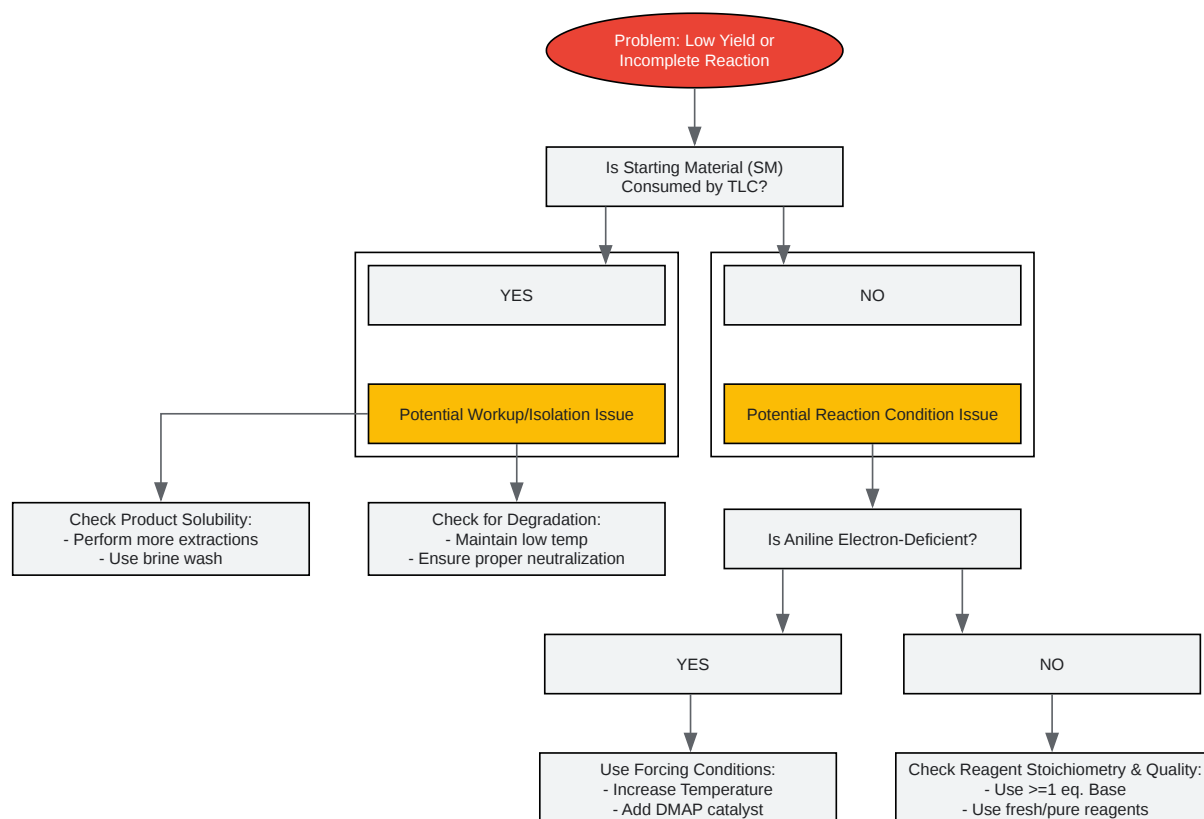 Problem: Low Yield or
Incomplete Reaction
Is Starting Material (SM)
Consumed by TLC?
YES
NO
Potential Workup/Isolation Issue
Potential Reaction Condition Issue
Check Product Solubility:
- Perform more extractions
- Use brine wash
Check for Degradation:
- Maintain low temp
- Ensure proper neutralization
Is Aniline Electron-Deficient?
YES
NO
Use Forcing Conditions:
- Increase Temperature
- Add DMAP catalyst
Check Reagent Stoichiometry & Quality:
- Use >=1 eq. Base
- Use fresh/pure reagents